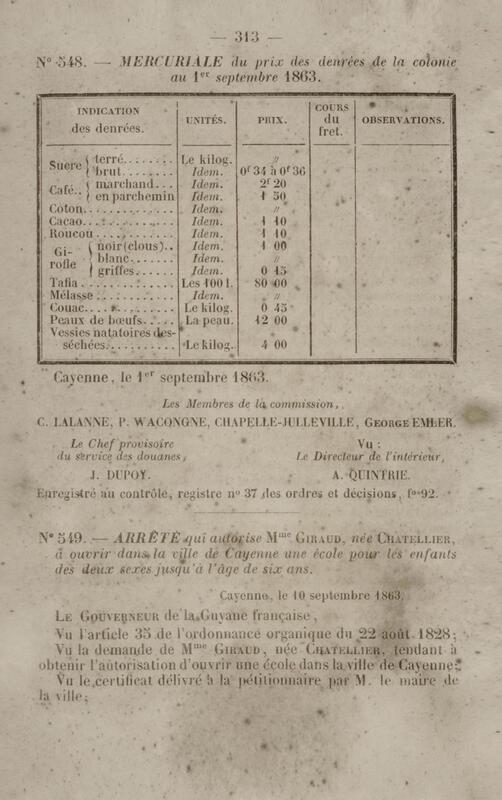 — 313 —
N° 548. — MERCURIALE du prix des denrées de la colonie
au 1er septembre 1863.
INDICATION des denrées. UNITÉS. PRIX. COURS du fret. OBSERVATIONS.
Sucre { terré........ Le kilog. //
{ brut........ Idem. 0f 34 à 0f 36
Café.. { marchand... Idem. 2f 20
{ en parchemin Idem. 1 50
Coton............ Idem. //
Cacao............ Idem. 1 10
Roucou........... Idem. 1 10
Girofle { noir (clous).. Idem. 1 00
{ blanc....... Idem. //
{ griffes...... Idem. 0 15
Tafia............ Les 100 l. 80 00
Mélasse.......... Idem. //
Couac............ Le kilog. 0 45
Peaux de bœufs..... La peau. 12 00
Vessies natatoires des-
séchées........... Le kilog. 4 00
Cayenne, le 1er septembre 1863.
Les Membres de la commission,
C. LALANNE, P. WACONGNE, CHAPELLE-JULLEVILLE, GEORGE EMLER.
Le Chef provisoire
du service des douanes,
J. DUPOY.
Vu :
Le Directeur de l'intérieur,
A. QUINTRIE.
Enregistré au contrôle, registre n° 37 des ordres et décisions, f° 92.
N° 549. — ARRÊTÉ qui autorise Mme GIRAUD, née CHATELLIER,
à ouvrir dans la ville de Cayenne une école pour les enfants
des deux sexes jusqu'à l'âge de six ans.
Cayenne, le 10 septembre 1863.
LE GOUVERNEUR de la Guyane française,
Vu l'article 35 de l'ordonnance organique du 22 août 1828;
Vu la demande de Mme GIRAUD, née CHATELLIER, tendant à
obtenir l'autorisation d'ouvrir une école dans la ville de Cayenne;
Vu le certificat délivré à la pétitionnaire par M. le maire de
la ville;